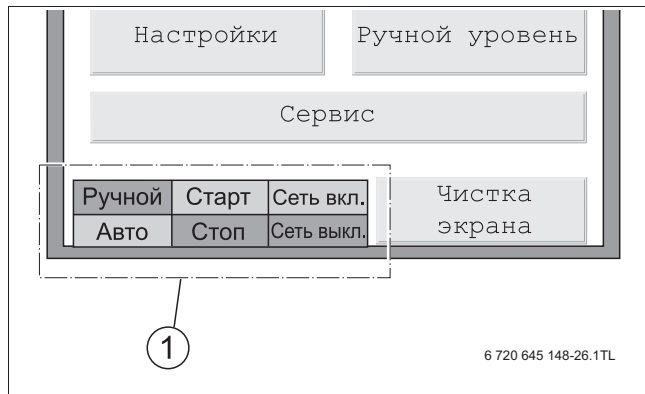 Настройки Ручной уровень
Сервис
Ручной Старт Сеть вкл.
Авто Стоп Сеть выкл.
Чистка
экрана
1
6 720 645 148-26.1TL